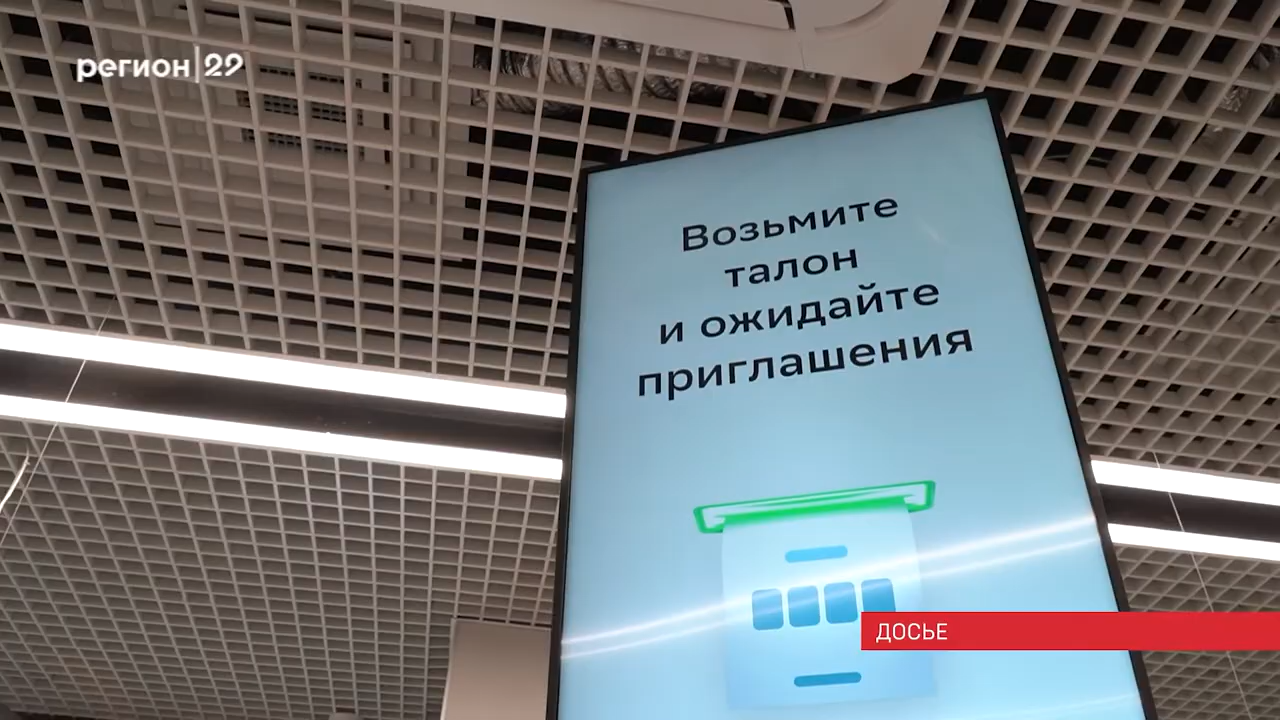 регион 29
Возьмите
талон
и ожидайте
приглашения
ДОСЬЕ